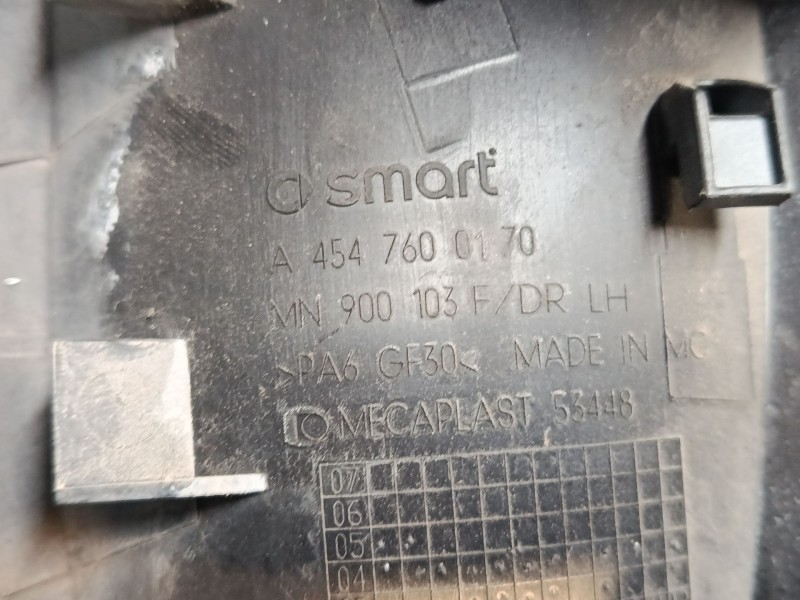 smart
A 454 760 01 70
MN 900 103 F/DR LH
>PA6 GF30< MADE IN MC
MECAPLAST 53448
07
06
05
04